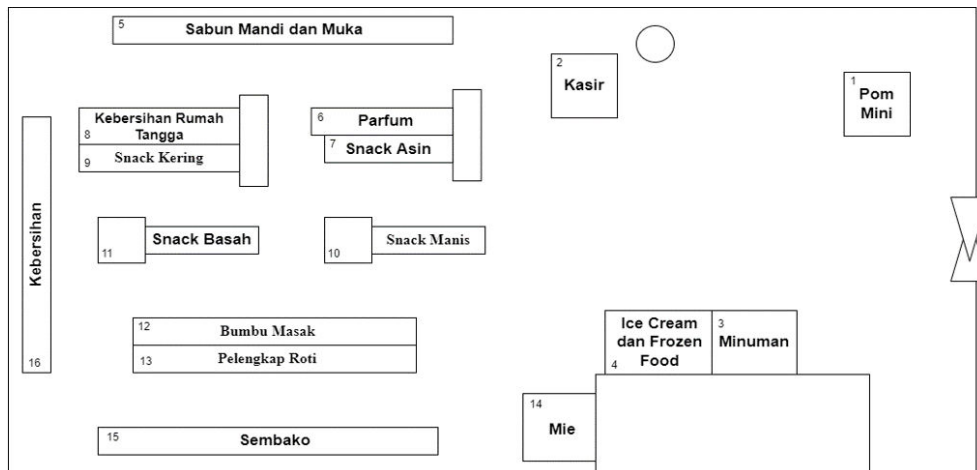 5
Sabun Mandi dan Muka
2
Kasir
1
Pom
Mini
Kebersihan Rumah
Tangga
8
9
Snack Kering
6
Parfum
7
Snack Asin
Kebersihan
16
11
Snack Basah
10
Snack Manis
12
Bumbu Masak
13
Pelengkap Roti
Ice Cream
dan Frozen
Food
4
3
Minuman
14
Mie
15
Sembako